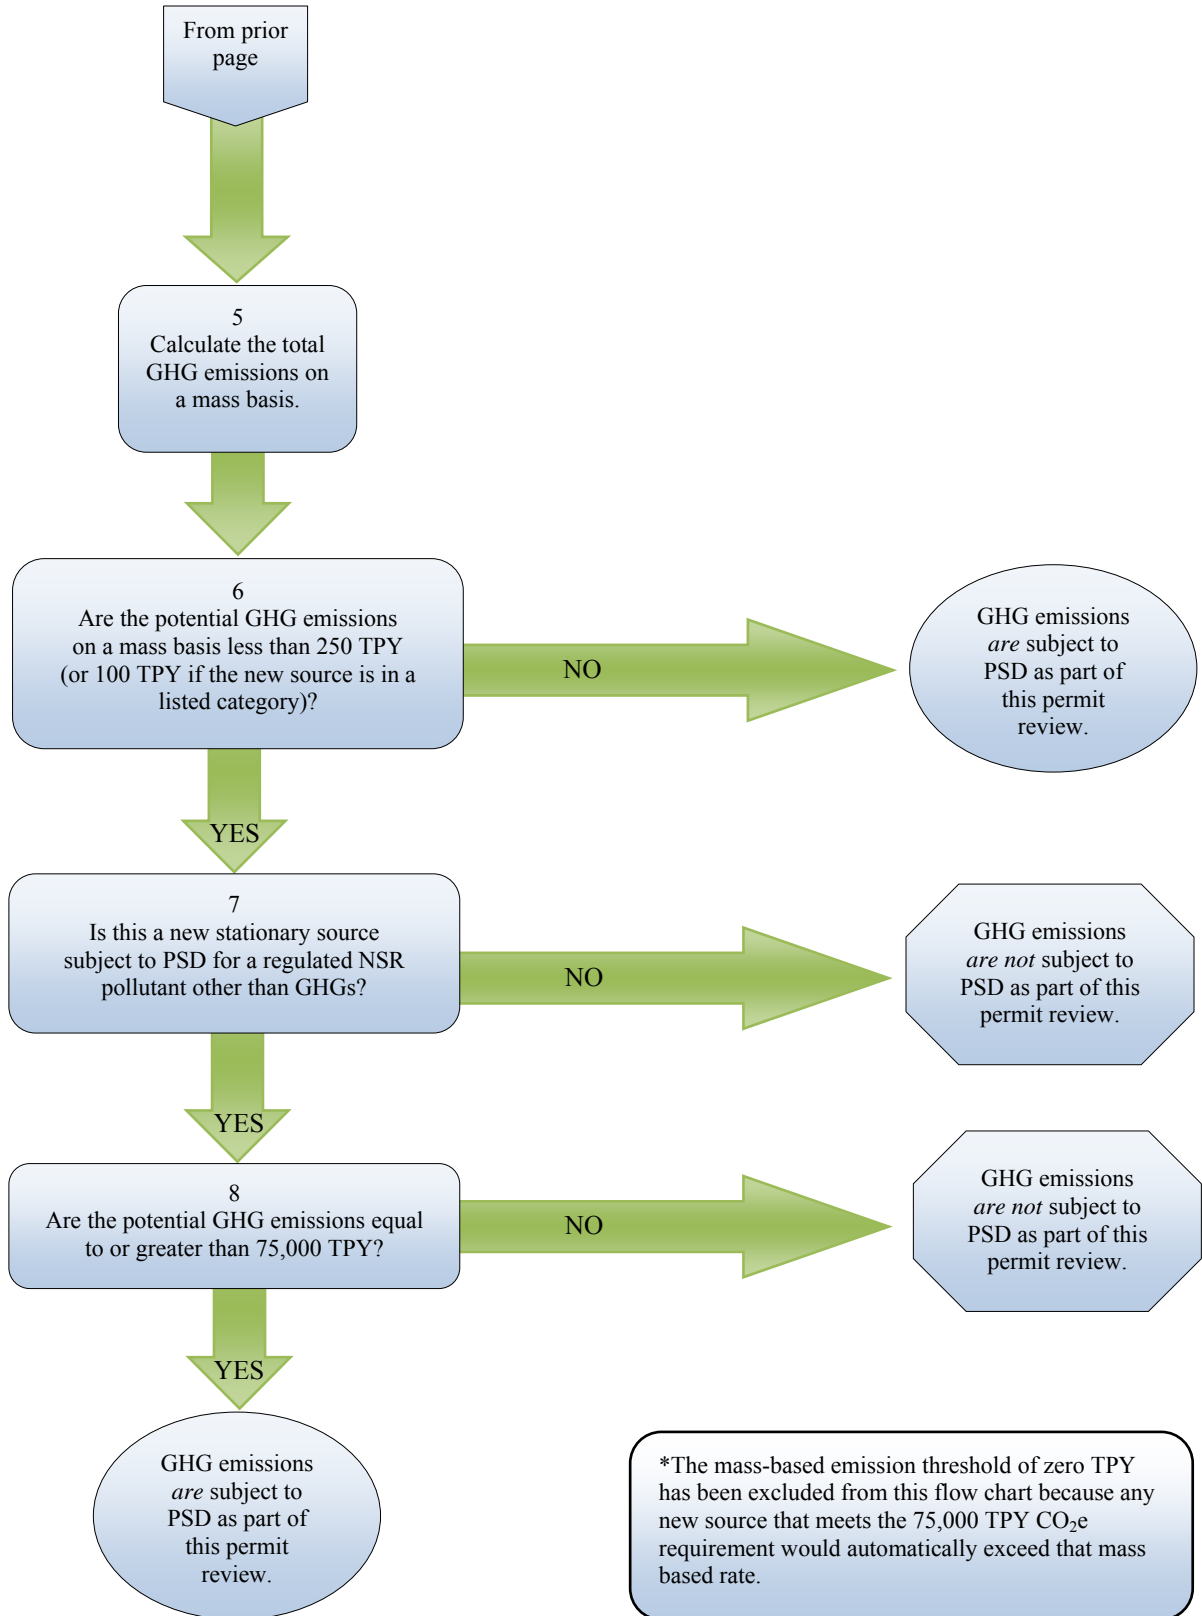 From prior
page
5
Calculate the total
GHG emissions on
a mass basis.
6
Are the potential GHG emissions
on a mass basis less than 250 TPY
(or 100 TPY if the new source is in a
listed category)?
NO
GHG emissions
are subject to
PSD as part of
this permit
review.
YES
7
Is this a new stationary source
subject to PSD for a regulated NSR
pollutant other than GHGs?
NO
GHG emissions
are not subject to
PSD as part of this
permit review.
YES
8
Are the potential GHG emissions equal
to or greater than 75,000 TPY?
NO
GHG emissions
are not subject to
PSD as part of this
permit review.
YES
GHG emissions
are subject to
PSD as part of
this permit
review.
*The mass-based emission threshold of zero TPY
has been excluded from this flow chart because any
new source that meets the 75,000 TPY CO₂e
requirement would automatically exceed that mass
based rate.